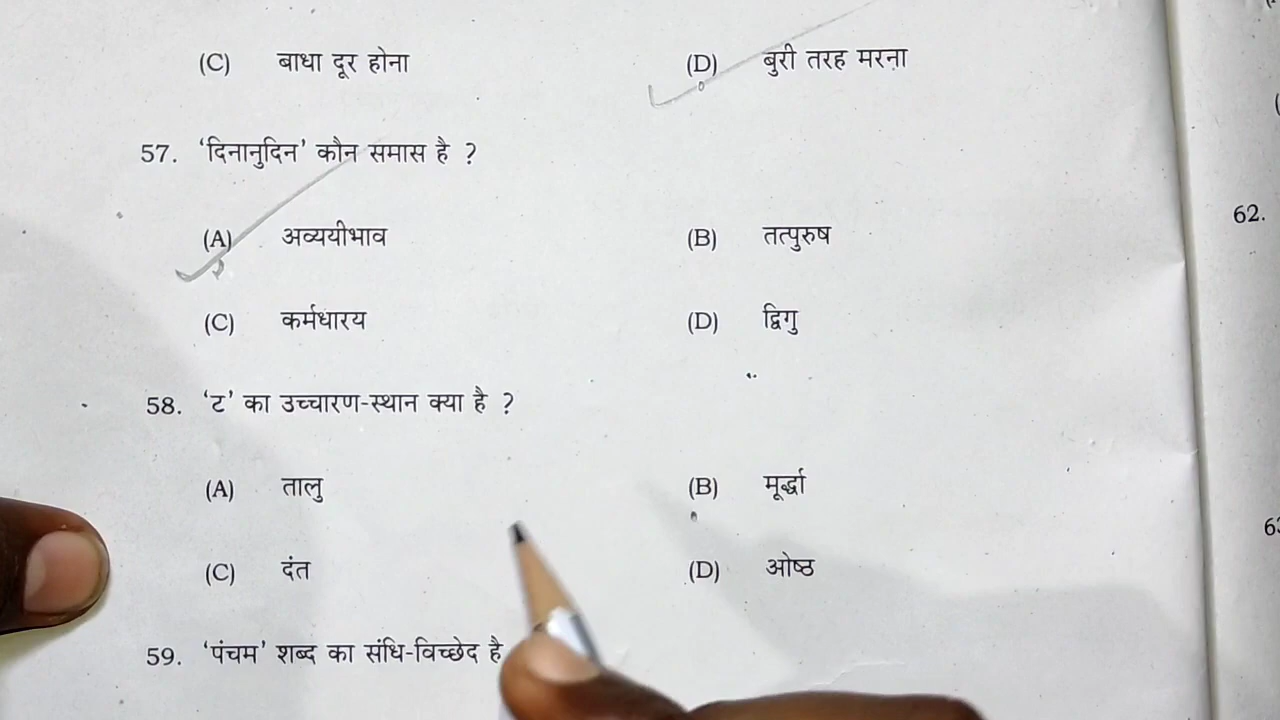 (C) बाधा दूर होना (D) बुरी तरह मरना
57. ‘दिनानुदिन’ कौन समास है ?
(A) अव्ययीभाव (B) तत्पुरुष
(C) कर्मधारय (D) द्विगु
58. ‘ट’ का उच्चारण-स्थान क्या है ?
(A) तालु (B) मूर्द्धा
(C) दंत (D) ओष्ठ
59. ‘पंचम’ शब्द का संधि-विच्छेद है
62.